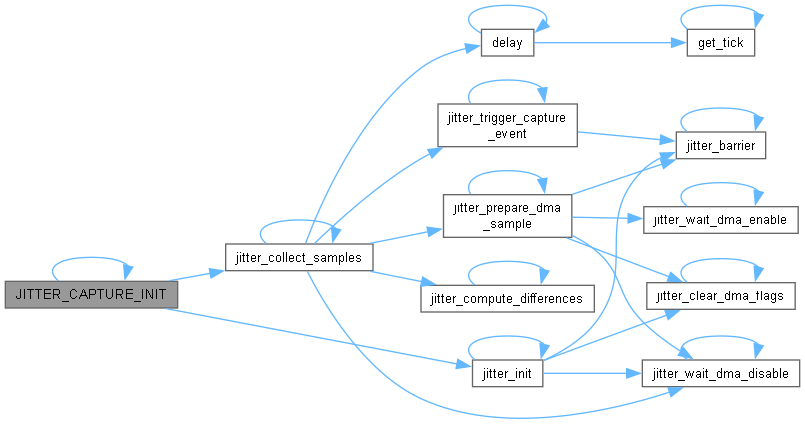 delay
get_tick
jitter_trigger_capture
_event
jitter_barrier
jitter_prepare_dma
_sample
jitter_wait_dma_enable
jitter_collect_samples
JITTER_CAPTURE_INIT
jitter_compute_differences
jitter_clear_dma_flags
jitter_init
jitter_wait_dma_disable